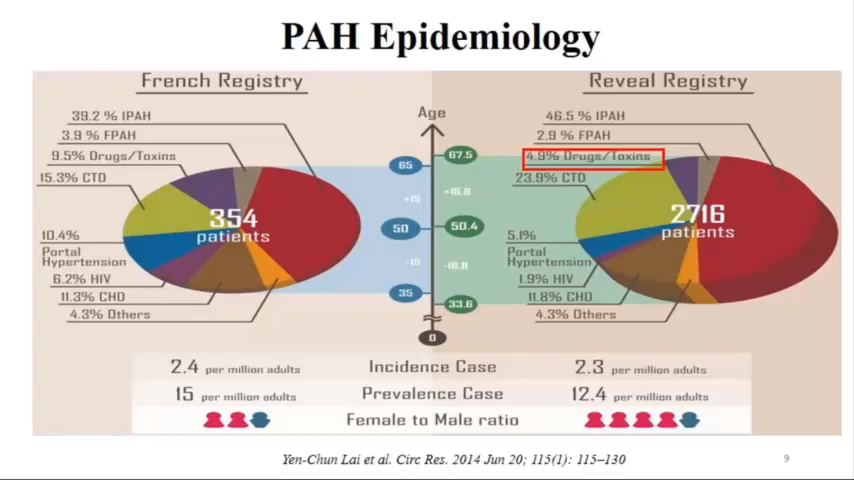 PAH Epidemiology
French Registry
39.2 % IPAH
3.9 % FPAH
9.5% Drugs/Toxins
15.3% CTD
10.4%
Portal
Hypertension
6.2% HIV
11.3% CHD
4.3% Others
354
patients
Age
65
+15
50
-15
35
67.5
+16.8
50.4
-16.8
33.6
0
Reveal Registry
46.5 % IPAH
2.9 % FPAH
4.9% Drugs/Toxins
23.9% CTD
5.1%
Portal
Hypertension
1.9% HIV
11.8% CHD
4.3% Others
2716
patients
2.4 per million adults Incidence Case 2.3 per million adults
15 per million adults Prevalence Case 12.4 per million adults
Female to Male ratio
Yen-Chun Lai et al. Circ Res. 2014 Jun 20; 115(1): 115–130
9